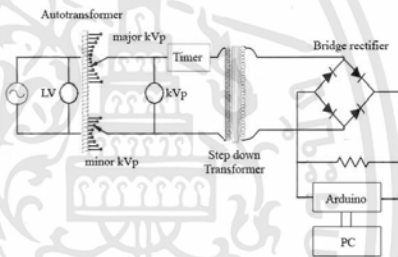 Autotransformer
major kVp
Timer
Bridge rectifier
LV
kVp
minor kVp
Step down
Transformer
Arduino
PC